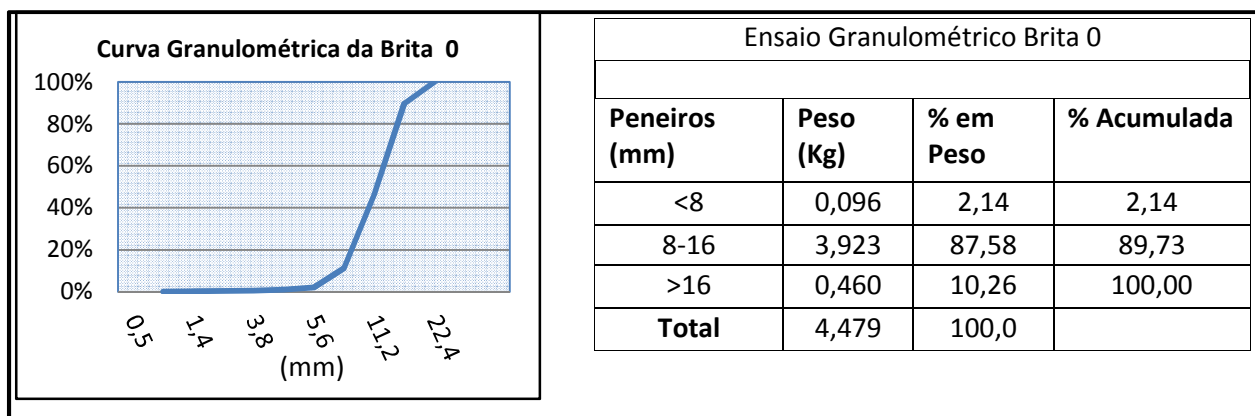 Curva Granulométrica da Brita 0
100%
80%
60%
40%
20%
0%
0,5 1,4 3,8 5,6 11,2 22,4
(mm)
Ensaio Granulométrico Brita 0
Peneiros (mm) Peso (Kg) % em Peso % Acumulada
<8 0,096 2,14 2,14
8-16 3,923 87,58 89,73
>16 0,460 10,26 100,00
Total 4,479 100,0